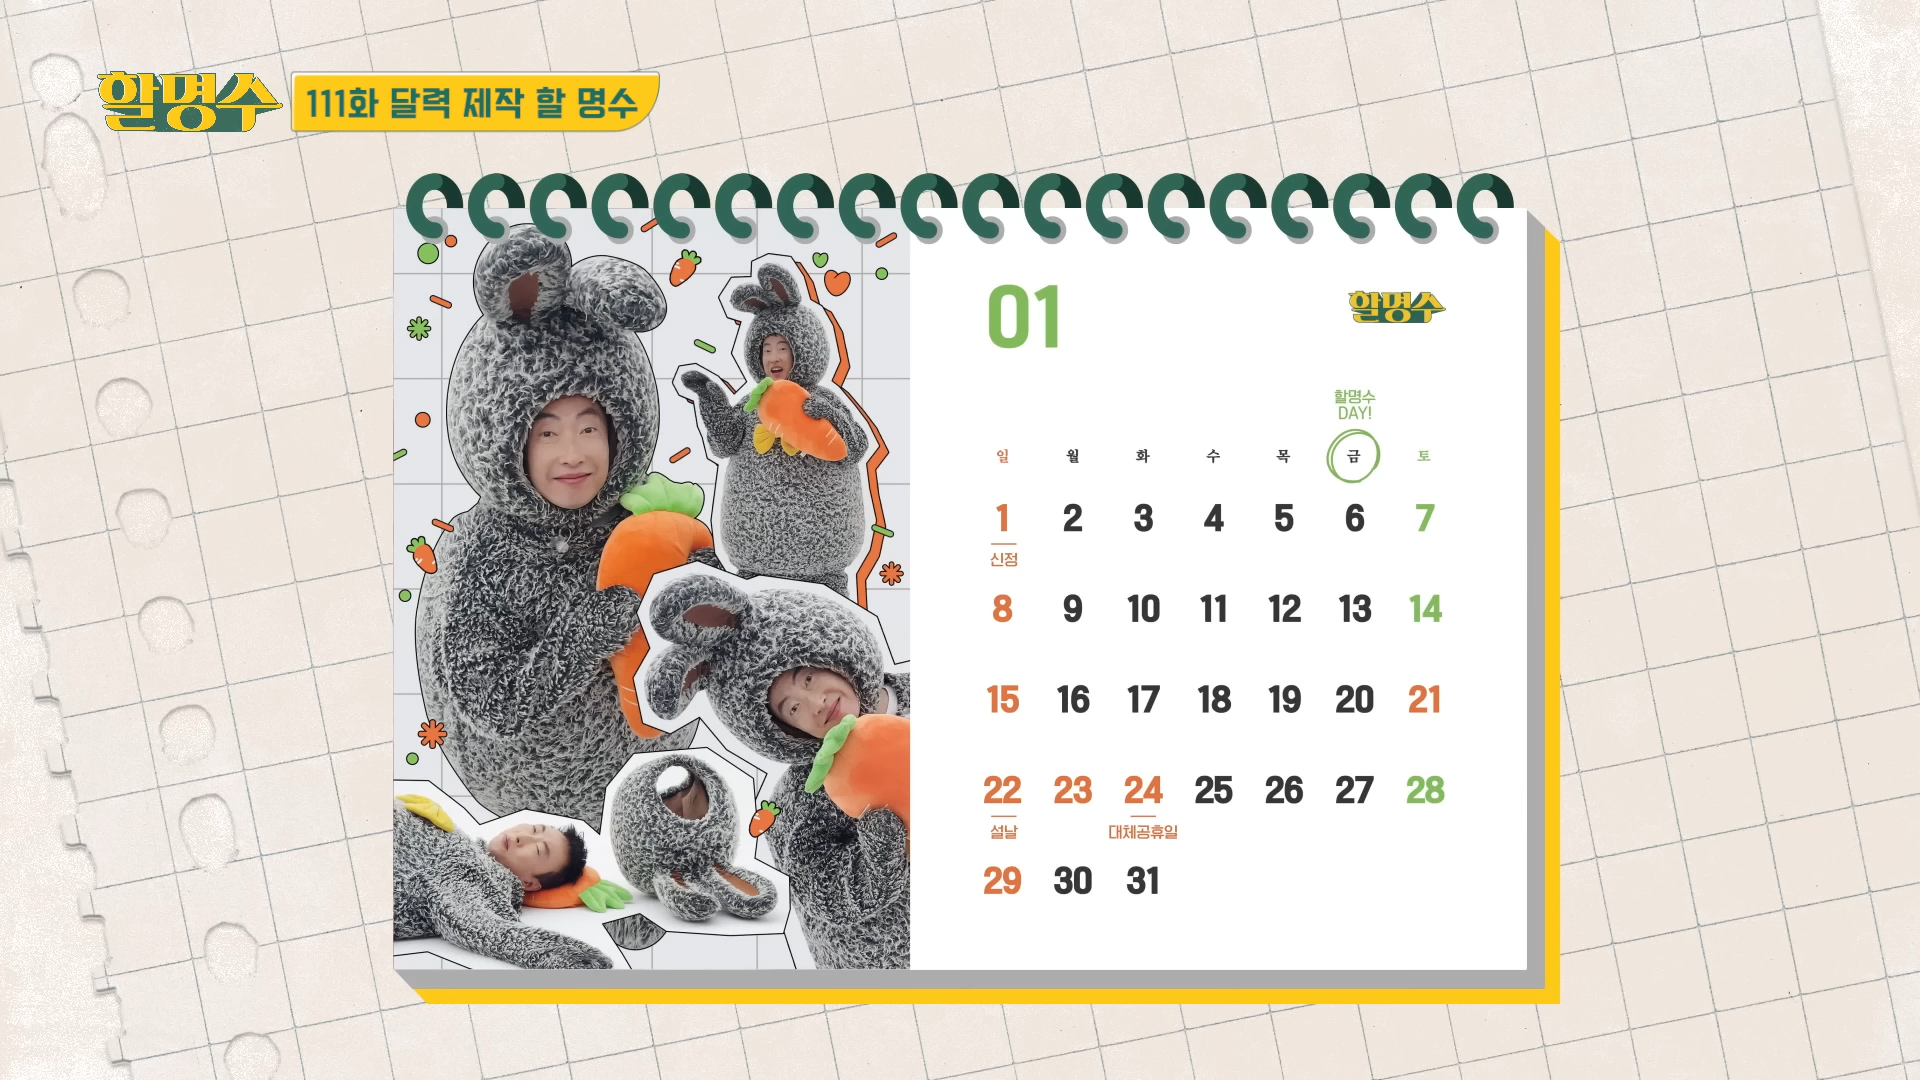 할명수
111화 달력 제작 할 명수
01
할명수
할명수
DAY!
일 월 화 수 목 금 토
1 2 3 4 5 6 7
신정
8 9 10 11 12 13 14
15 16 17 18 19 20 21
22 23 24 25 26 27 28
설날 대체공휴일
29 30 31